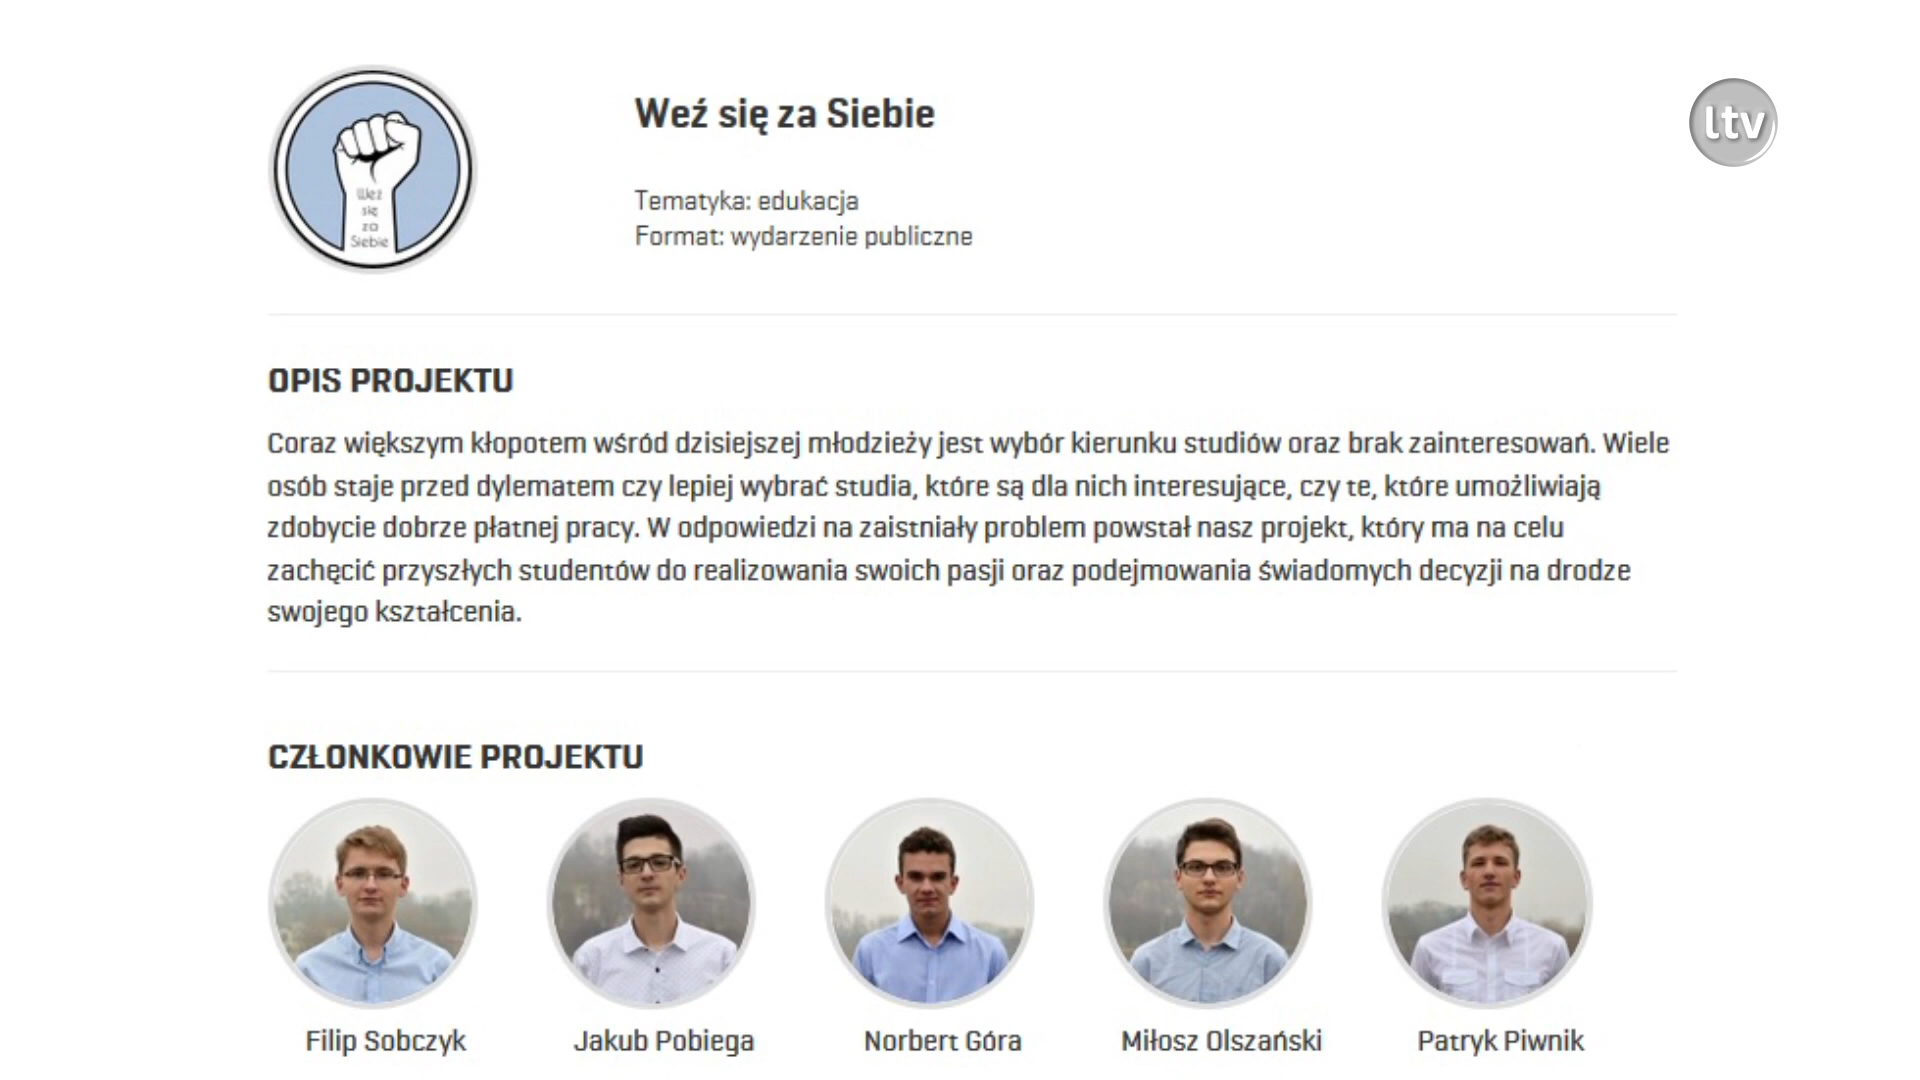 Weź
się
za
Siebie
Weź się za Siebie
ltv
Tematyka: edukacja
Format: wydarzenie publiczne
OPIS PROJEKTU
Coraz większym kłopotem wśród dzisiejszej młodzieży jest wybór kierunku studiów oraz brak zainteresowań. Wiele
osób staje przed dylematem czy lepiej wybrać studia, które są dla nich interesujące, czy te, które umożliwiają
zdobycie dobrze płatnej pracy. W odpowiedzi na zaistniały problem powstał nasz projekt, który ma na celu
zachęcić przyszłych studentów do realizowania swoich pasji oraz podejmowania świadomych decyzji na drodze
swojego kształcenia.
CZŁONKOWIE PROJEKTU
Filip Sobczyk
Jakub Pobiega
Norbert Góra
Miłosz Olszański
Patryk Piwnik